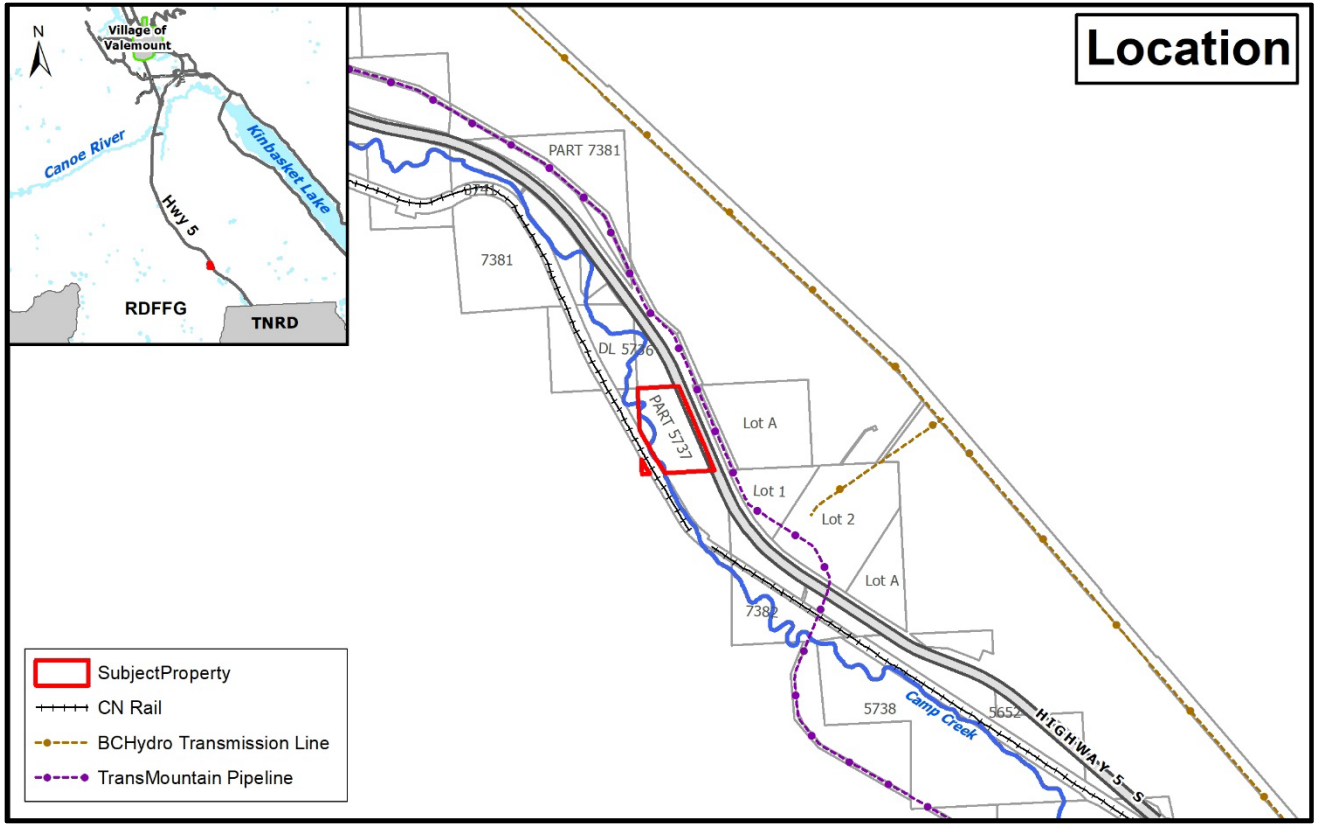 Location
N
Village of
Valemount
Canoe River
Kinbasket Lake
Hwy 5
RDFFG
TNRD
PART 7381
7381
DL 5736
PART 5737
Lot A
Lot 1
Lot 2
Lot A
7382
5738
5652
Camp Creek
HIGHWAY 5 S
SubjectProperty
CN Rail
BCHydro Transmission Line
TransMountain Pipeline